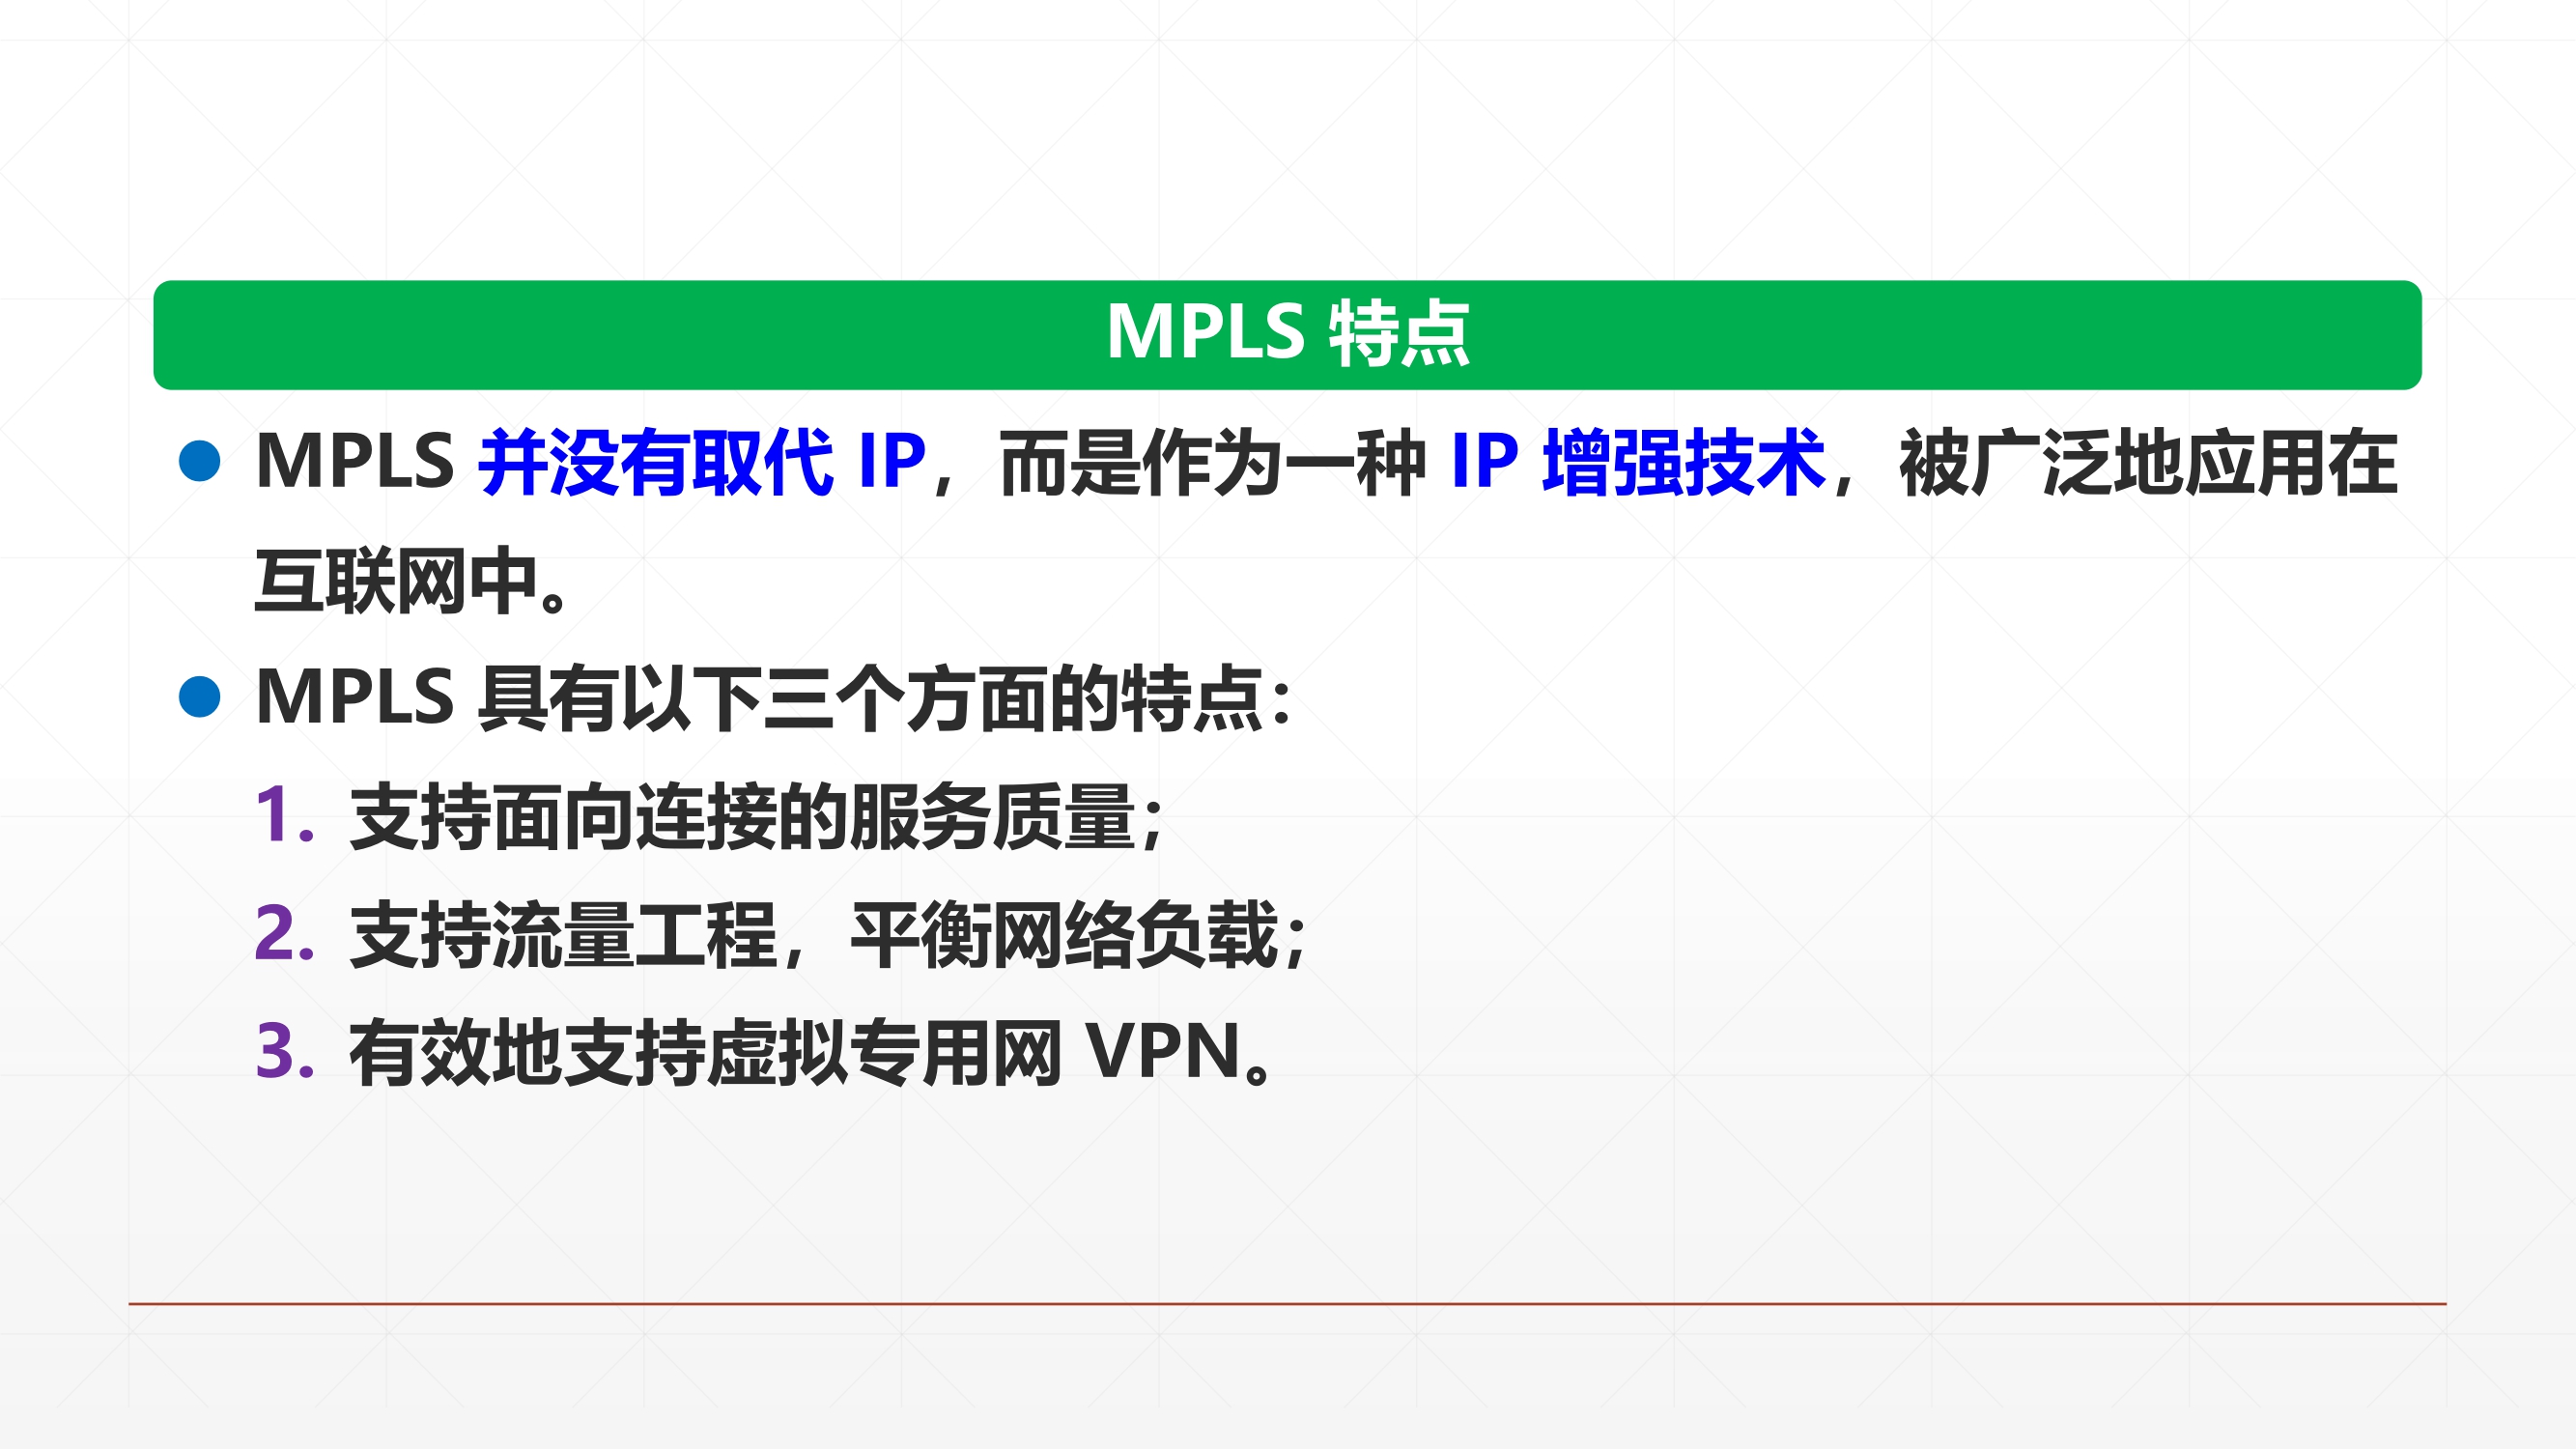 MPLS 特点
● MPLS 并没有取代 IP，而是作为一种 IP 增强技术，被广泛地应用在
互联网中。
● MPLS 具有以下三个方面的特点：
1. 支持面向连接的服务质量；
2. 支持流量工程，平衡网络负载；
3. 有效地支持虚拟专用网 VPN。